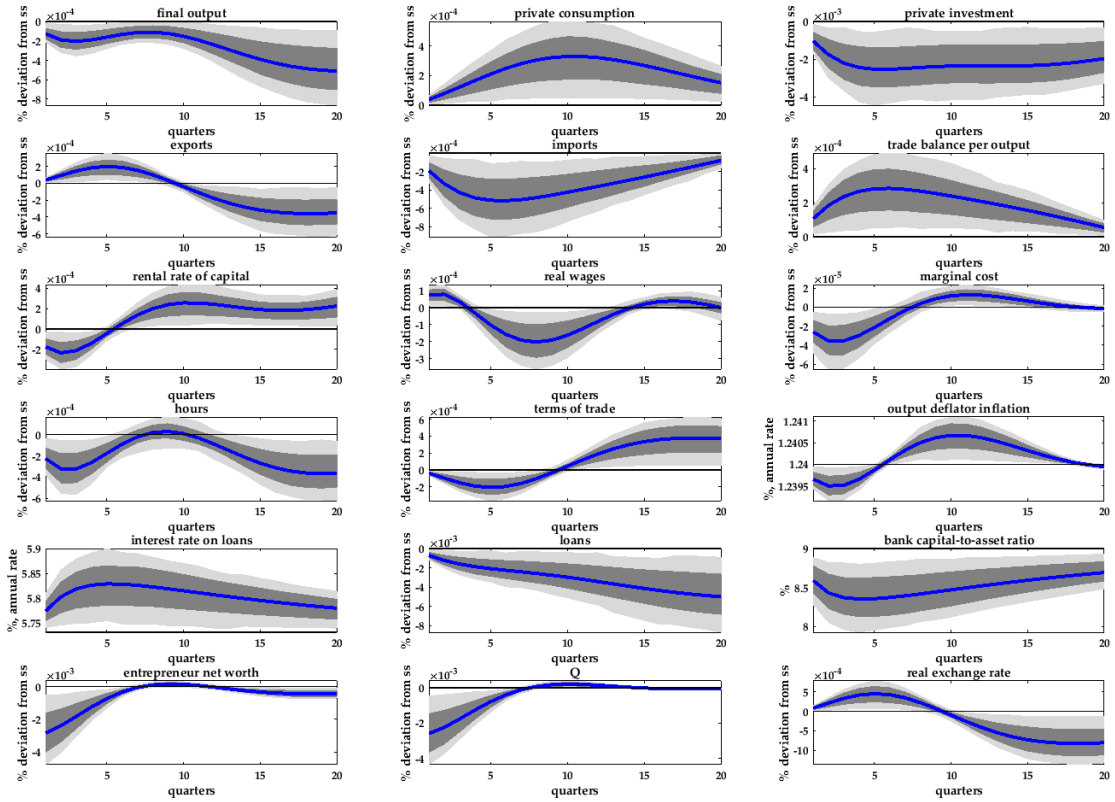 final output
×10⁻⁴
% deviation from ss
0
-2
-4
-6
-8
5 10 15 20
quarters
private consumption
×10⁻⁴
% deviation from ss
4
2
0
5 10 15 20
quarters
private investment
×10⁻³
% deviation from ss
0
-2
-4
5 10 15 20
quarters
exports
×10⁻⁴
% deviation from ss
2
0
-2
-4
-6
5 10 15 20
quarters
imports
×10⁻⁴
% deviation from ss
-2
-4
-6
-8
5 10 15 20
quarters
trade balance per output
×10⁻⁴
% deviation from ss
4
2
0
5 10 15 20
quarters
rental rate of capital
×10⁻⁴
% deviation from ss
4
2
0
-2
5 10 15 20
quarters
real wages
×10⁻⁴
% deviation from ss
1
0
-1
-2
-3
5 10 15 20
quarters
marginal cost
×10⁻⁵
% deviation from ss
2
0
-2
-4
-6
5 10 15 20
quarters
hours
×10⁻⁴
% deviation from ss
0
-2
-4
-6
5 10 15 20
quarters
terms of trade
×10⁻⁴
% deviation from ss
6
4
2
0
-2
5 10 15 20
quarters
output deflator inflation
%, annual rate
1.241
1.2405
1.24
1.2395
5 10 15 20
quarters
interest rate on loans
%, annual rate
5.9
5.85
5.8
5.75
5 10 15 20
quarters
loans
×10⁻³
% deviation from ss
0
-2
-4
-6
-8
5 10 15 20
quarters
bank capital-to-asset ratio
%
9
8.5
8
5 10 15 20
quarters
entrepreneur net worth
×10⁻³
% deviation from ss
0
-2
-4
5 10 15 20
quarters
Q
×10⁻³
% deviation from ss
0
-2
-4
5 10 15 20
quarters
real exchange rate
×10⁻⁴
% deviation from ss
5
0
-5
-10
5 10 15 20
quarters